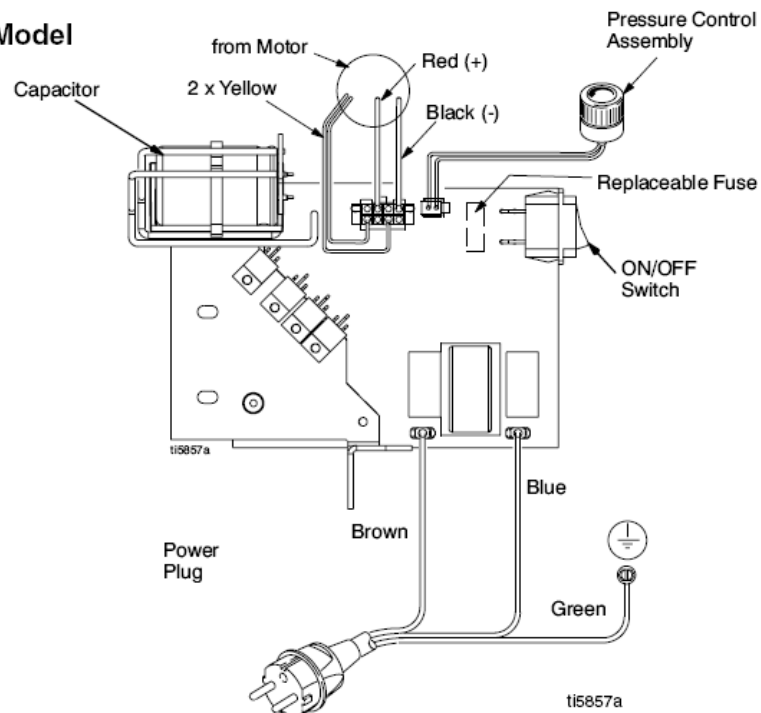 Model
Pressure Control
Assembly
from Motor
Red (+)
Capacitor
2 x Yellow
Black (-)
Replaceable Fuse
ON/OFF
Switch
ti5857a
Blue
Brown
Power
Plug
Green
ti5857a